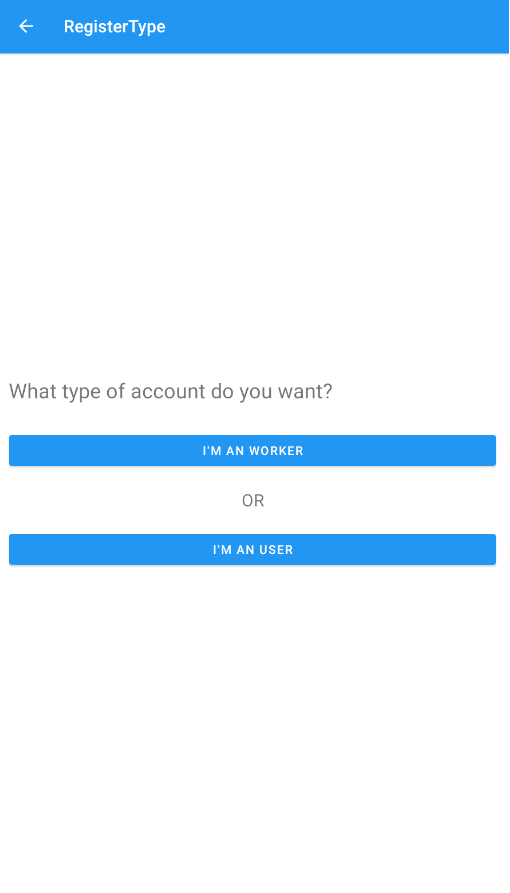 RegisterType
What type of account do you want?
I'M AN WORKER
OR
I'M AN USER